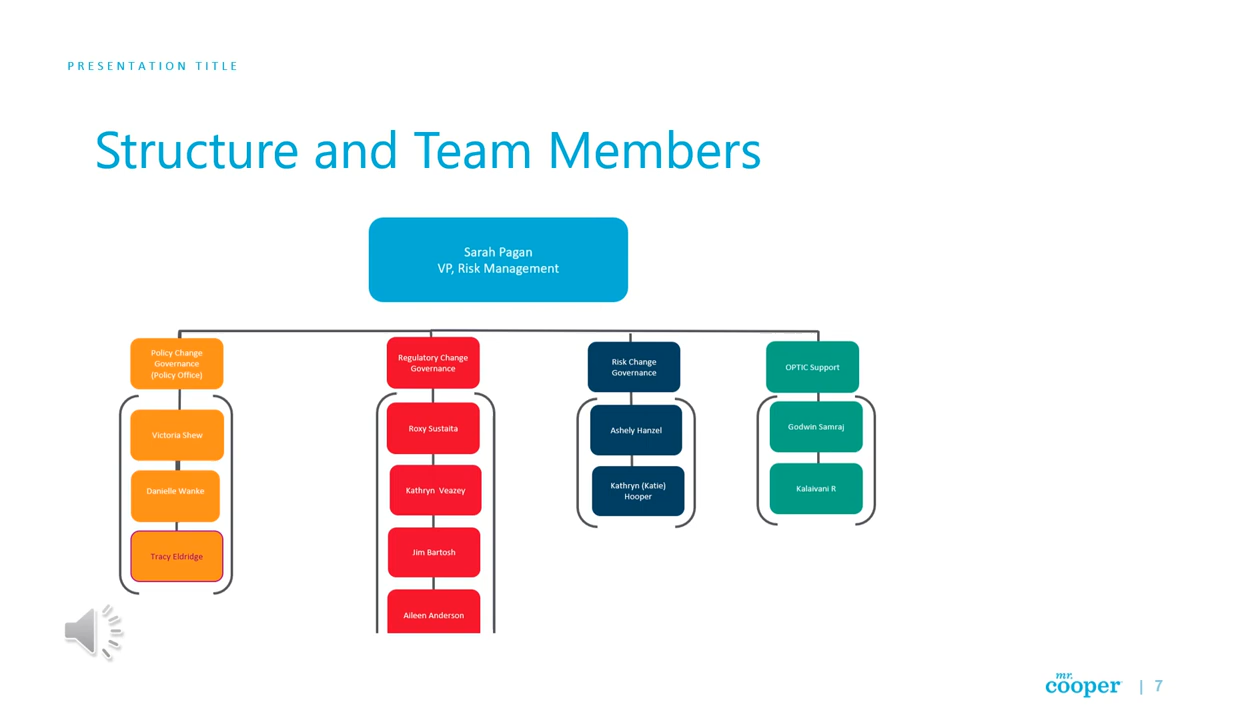 PRESENTATION TITLE
Structure and Team Members
Sarah Pagan
VP, Risk Management
Policy Change
Governance
(Policy Office)
Victoria Shew
Danielle Wanke
Tracy Eldridge
Regulatory Change
Governance
Roxy Sustaita
Kathryn Veazey
Jim Bartosh
Aileen Anderson
Risk Change
Governance
Ashely Hanzel
Kathryn (Katie)
Hooper
OPTIC Support
Godwin Samraj
Kalaivani R
mr.
cooper
| 7